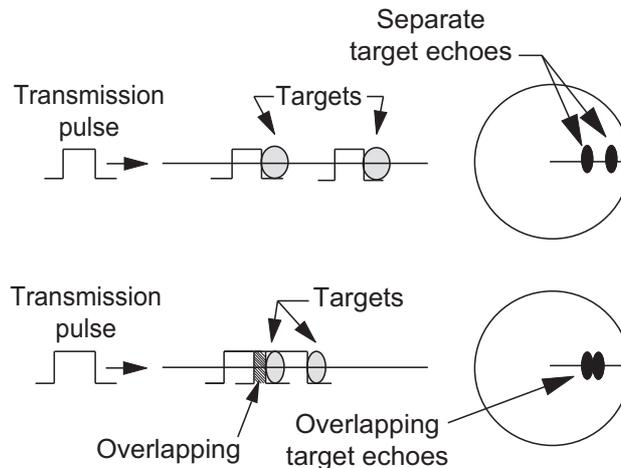 Separate
target echoes
Transmission
pulse
Targets
Transmission
pulse
Targets
Overlapping
Overlapping
target echoes